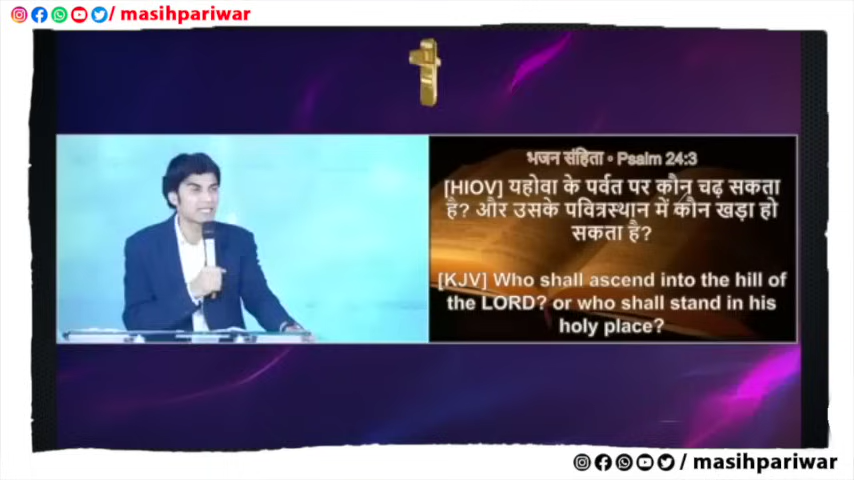 / masihpariwar
भजन संहिता • Psalm 24:3
[HIOV] यहोवा के पर्वत पर कौन चढ़ सकता
है? और उसके पवित्रस्थान में कौन खड़ा हो
सकता है?
[KJV] Who shall ascend into the hill of
the LORD? or who shall stand in his
holy place?
/ masihpariwar